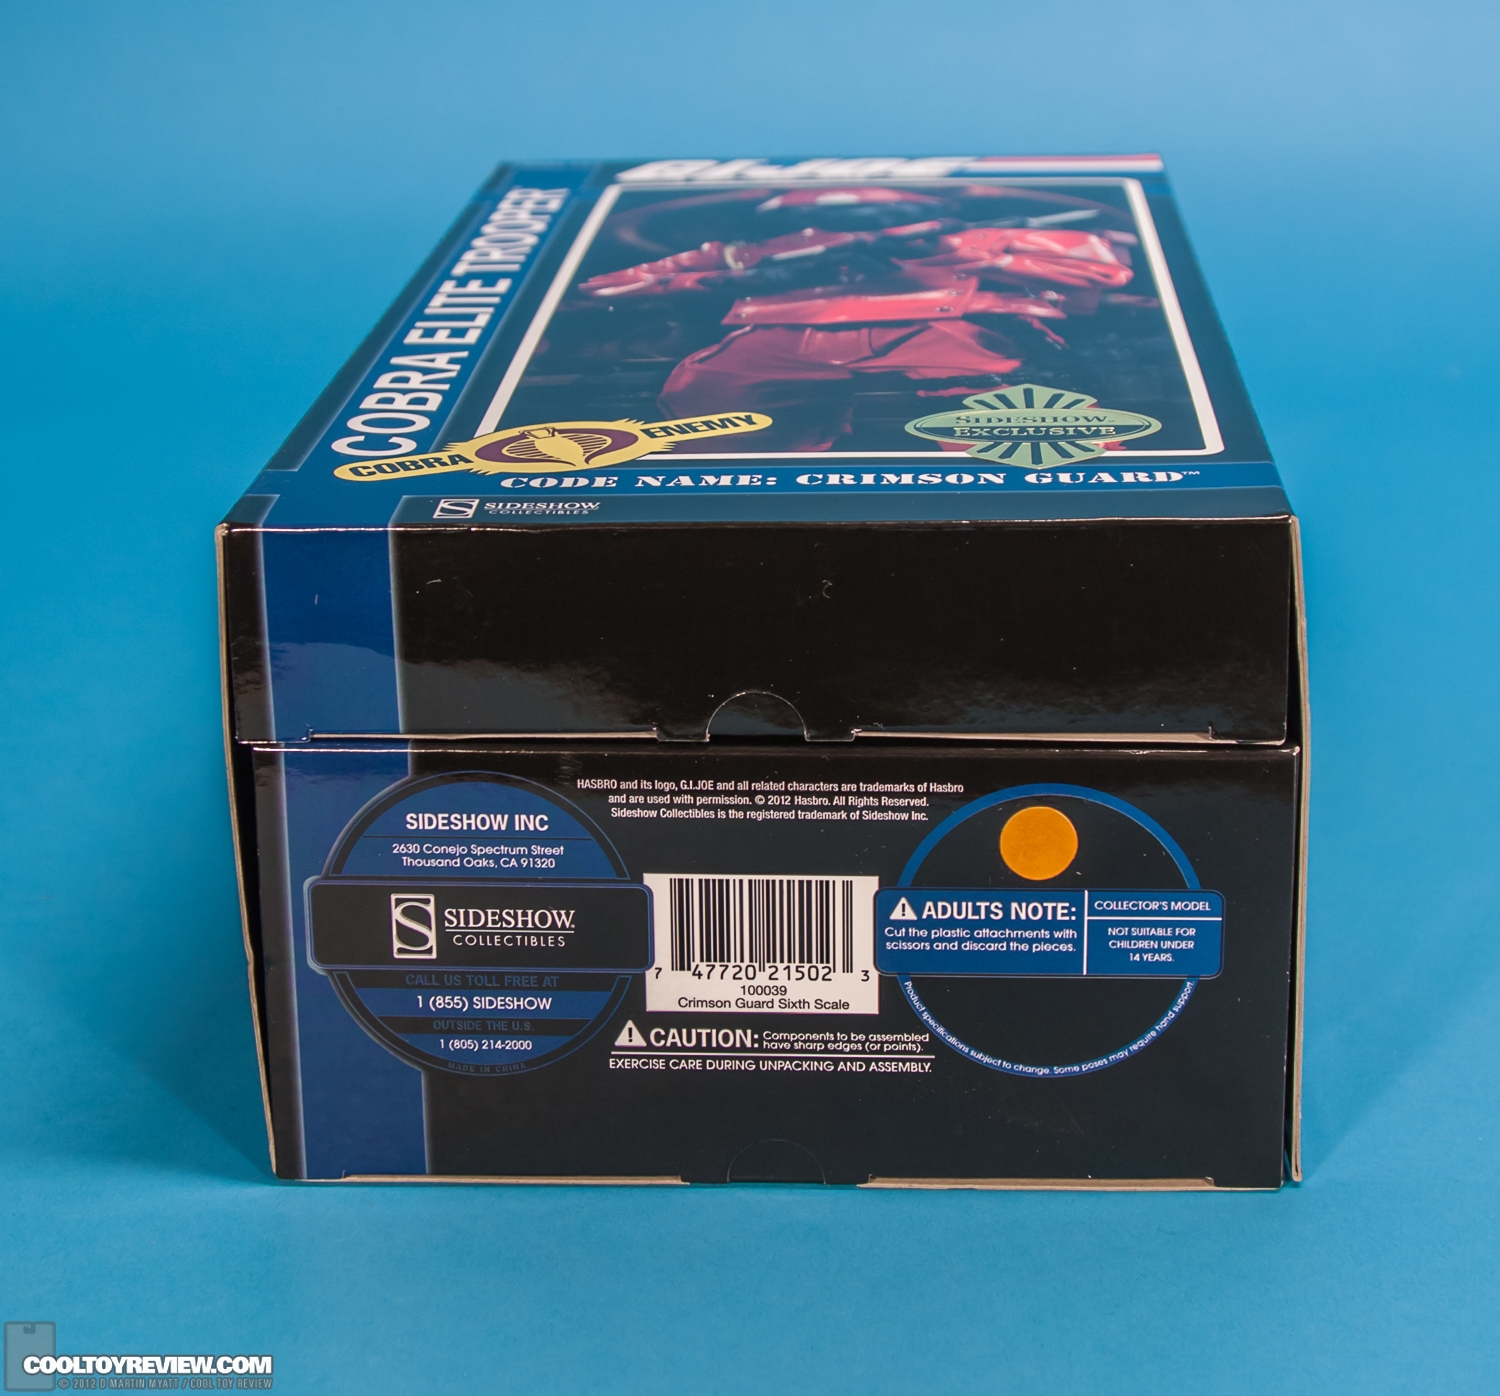 G.I. JOE
COBRA ELITE TROOPER
COBRA ENEMY
SIDESHOW
EXCLUSIVE
CODE NAME: CRIMSON GUARD™
SIDESHOW
COLLECTIBLES
HASBRO and its logo, G.I.JOE and all related characters are trademarks of Hasbro
and are used with permission. © 2012 Hasbro. All Rights Reserved.
Sideshow Collectibles is the registered trademark of Sideshow Inc.
SIDESHOW INC
2630 Conejo Spectrum Street
Thousand Oaks, CA 91320
SIDESHOW.
COLLECTIBLES
CALL US TOLL FREE AT
1 (855) SIDESHOW
OUTSIDE THE U.S.
1 (805) 214-2000
MADE IN CHINA
7 47720 21502 3
100039
Crimson Guard Sixth Scale
CAUTION: Components to be assembled
have sharp edges (or points).
EXERCISE CARE DURING UNPACKING AND ASSEMBLY.
ADULTS NOTE:
Cut the plastic attachments with
scissors and discard the pieces.
COLLECTOR'S MODEL
NOT SUITABLE FOR
CHILDREN UNDER
14 YEARS.
Product specifications subject to change. Some poses may require hand support.
COOLTOYREVIEW.COM
© 2012 D MARTIN MYATT / COOL TOY REVIEW